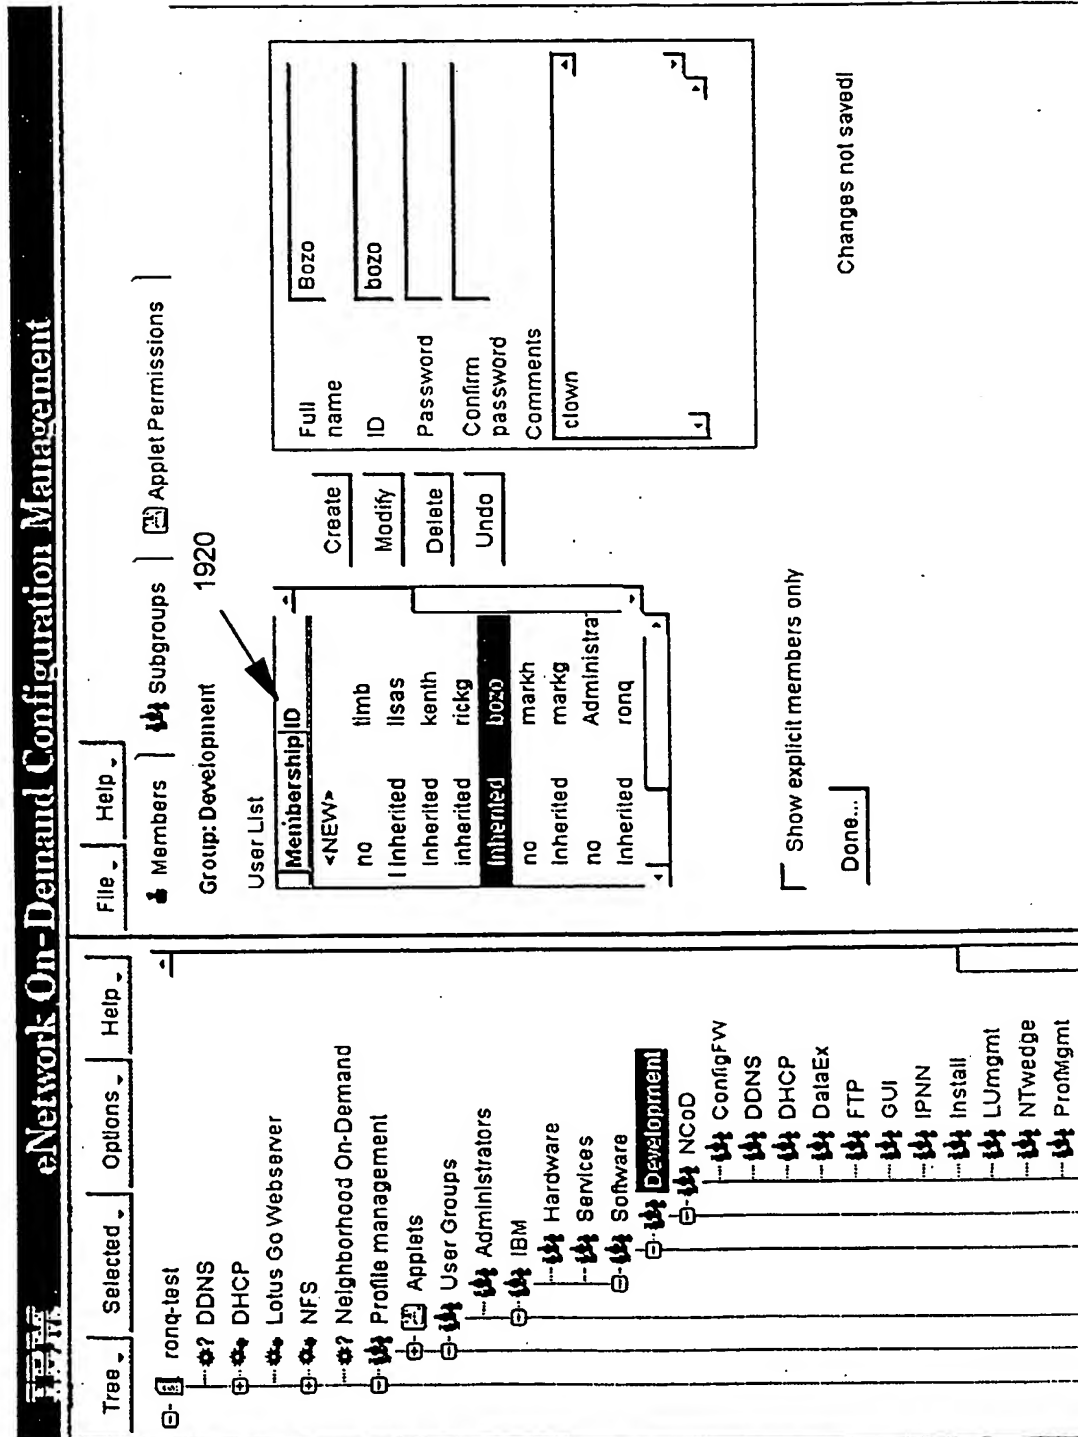 IBM
eNetwork On-Demand Configuration Management
Tree
Selected
Options
Help
ronq-test
? DDNS
DHCP
Lotus Go Webserver
NFS
? Neighborhood On-Demand
Profile management
Applets
User Groups
Administrators
IBM
Hardware
Services
Software
Development
NCoD
ConfigFW
DDNS
DHCP
DataEx
FTP
GUI
IPNN
Install
LUmgmt
NTwedge
ProfMgmt
File
Help
Members
Subgroups
Applet Permissions
Group: Development
1920
User List
Membership ID
<NEW>
no timb
Inherited lisas
Inherited kenth
inherited rickg
Inherited bozo
no markh
Inherited markg
no Administra
Inherited ronq
Create
Modify
Delete
Undo
Full name
Bozo
ID
bozo
Password
Confirm password
Comments
clown
Show explicit members only
Done...
Changes not saved!